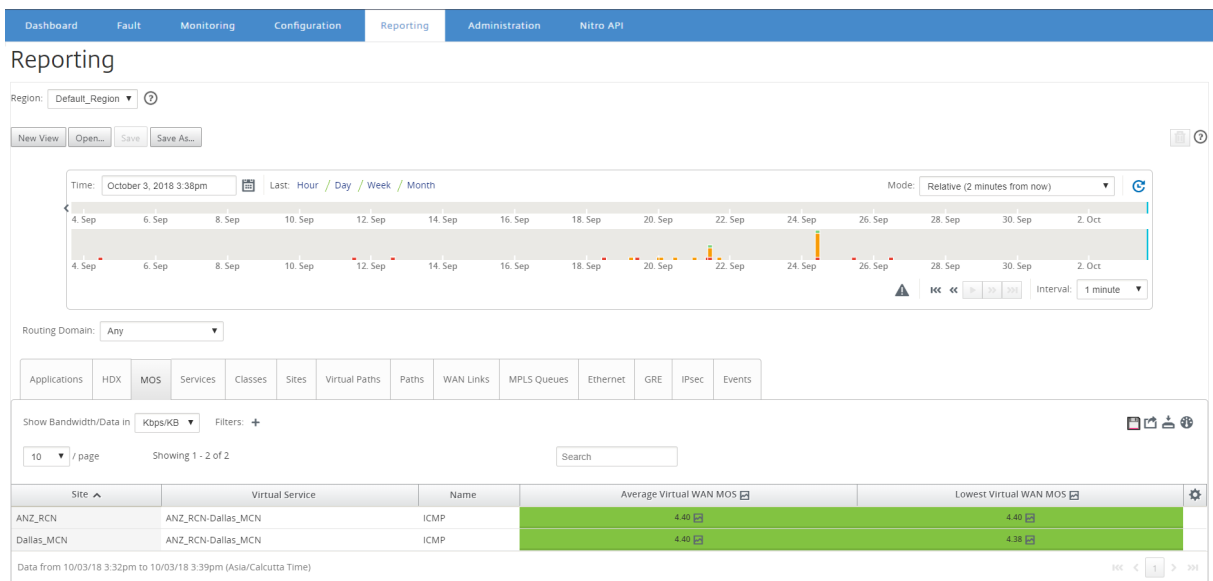 Dashboard Fault Monitoring Configuration Reporting Administration Nitro API
Reporting
Region: Default_Region ?
New View Open... Save Save As... ?
Time: October 3, 2018 3:38pm Last: Hour / Day / Week / Month Mode: Relative (2 minutes from now)
4. Sep 6. Sep 8. Sep 10. Sep 12. Sep 14. Sep 16. Sep 18. Sep 20. Sep 22. Sep 24. Sep 26. Sep 28. Sep 30. Sep 2. Oct
4. Sep 6. Sep 8. Sep 10. Sep 12. Sep 14. Sep 16. Sep 18. Sep 20. Sep 22. Sep 24. Sep 26. Sep 28. Sep 30. Sep 2. Oct
Interval: 1 minute
Routing Domain: Any
Applications HDX MOS Services Classes Sites Virtual Paths Paths WAN Links MPLS Queues Ethernet GRE IPsec Events
Show Bandwidth/Data in Kbps/KB Filters: +
10 / page Showing 1 - 2 of 2 Search
Site Virtual Service Name Average Virtual WAN MOS Lowest Virtual WAN MOS
ANZ_RCN ANZ_RCN-Dallas_MCN ICMP 4.40 4.40
Dallas_MCN ANZ_RCN-Dallas_MCN ICMP 4.40 4.38
Data from 10/03/18 3:32pm to 10/03/18 3:39pm (Asia/Calcutta Time) 1